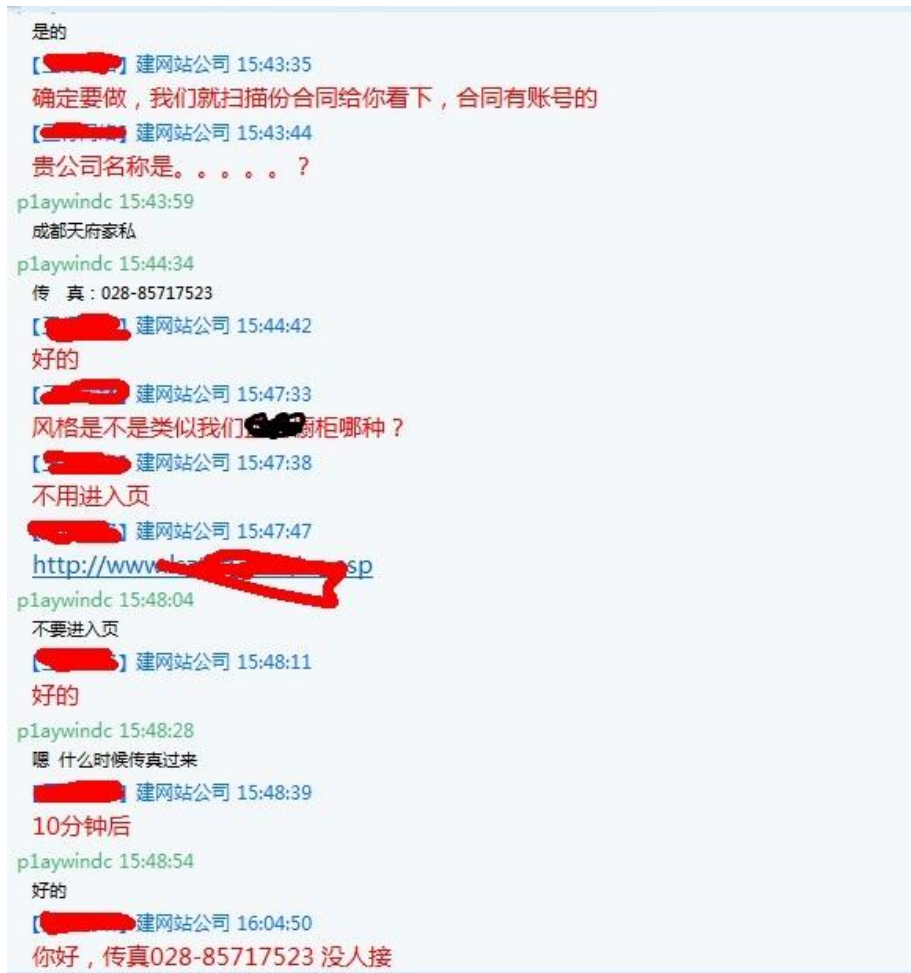 是的
【】建网站公司 15:43:35
确定要做，我们就扫描份合同给你看下，合同有账号的
【】建网站公司 15:43:44
贵公司名称是。。。。。？
p1aywindc 15:43:59
成都天府家私
p1aywindc 15:44:34
传 真：028-85717523
【】建网站公司 15:44:42
好的
【】建网站公司 15:47:33
风格是不是类似我们橱柜哪种？
【】建网站公司 15:47:38
不用进入页
】建网站公司 15:47:47
http://www.sp
p1aywindc 15:48:04
不要进入页
【】建网站公司 15:48:11
好的
p1aywindc 15:48:28
嗯 什么时候传真过来
【】建网站公司 15:48:39
10分钟后
p1aywindc 15:48:54
好的
【】建网站公司 16:04:50
你好，传真028-85717523 没人接